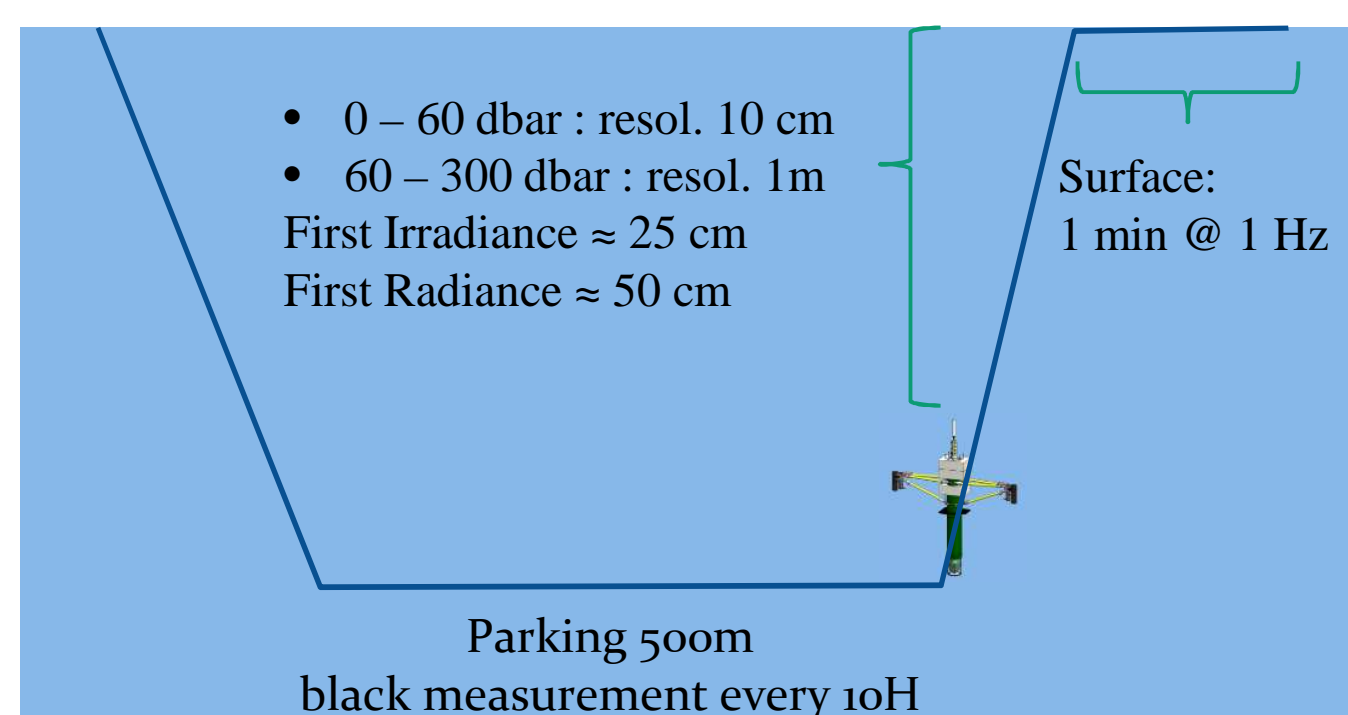 • 0 – 60 dbar : resol. 10 cm
• 60 – 300 dbar : resol. 1m
First Irradiance ≈ 25 cm
First Radiance ≈ 50 cm
Surface:
1 min @ 1 Hz
Parking 500m
black measurement every 10H